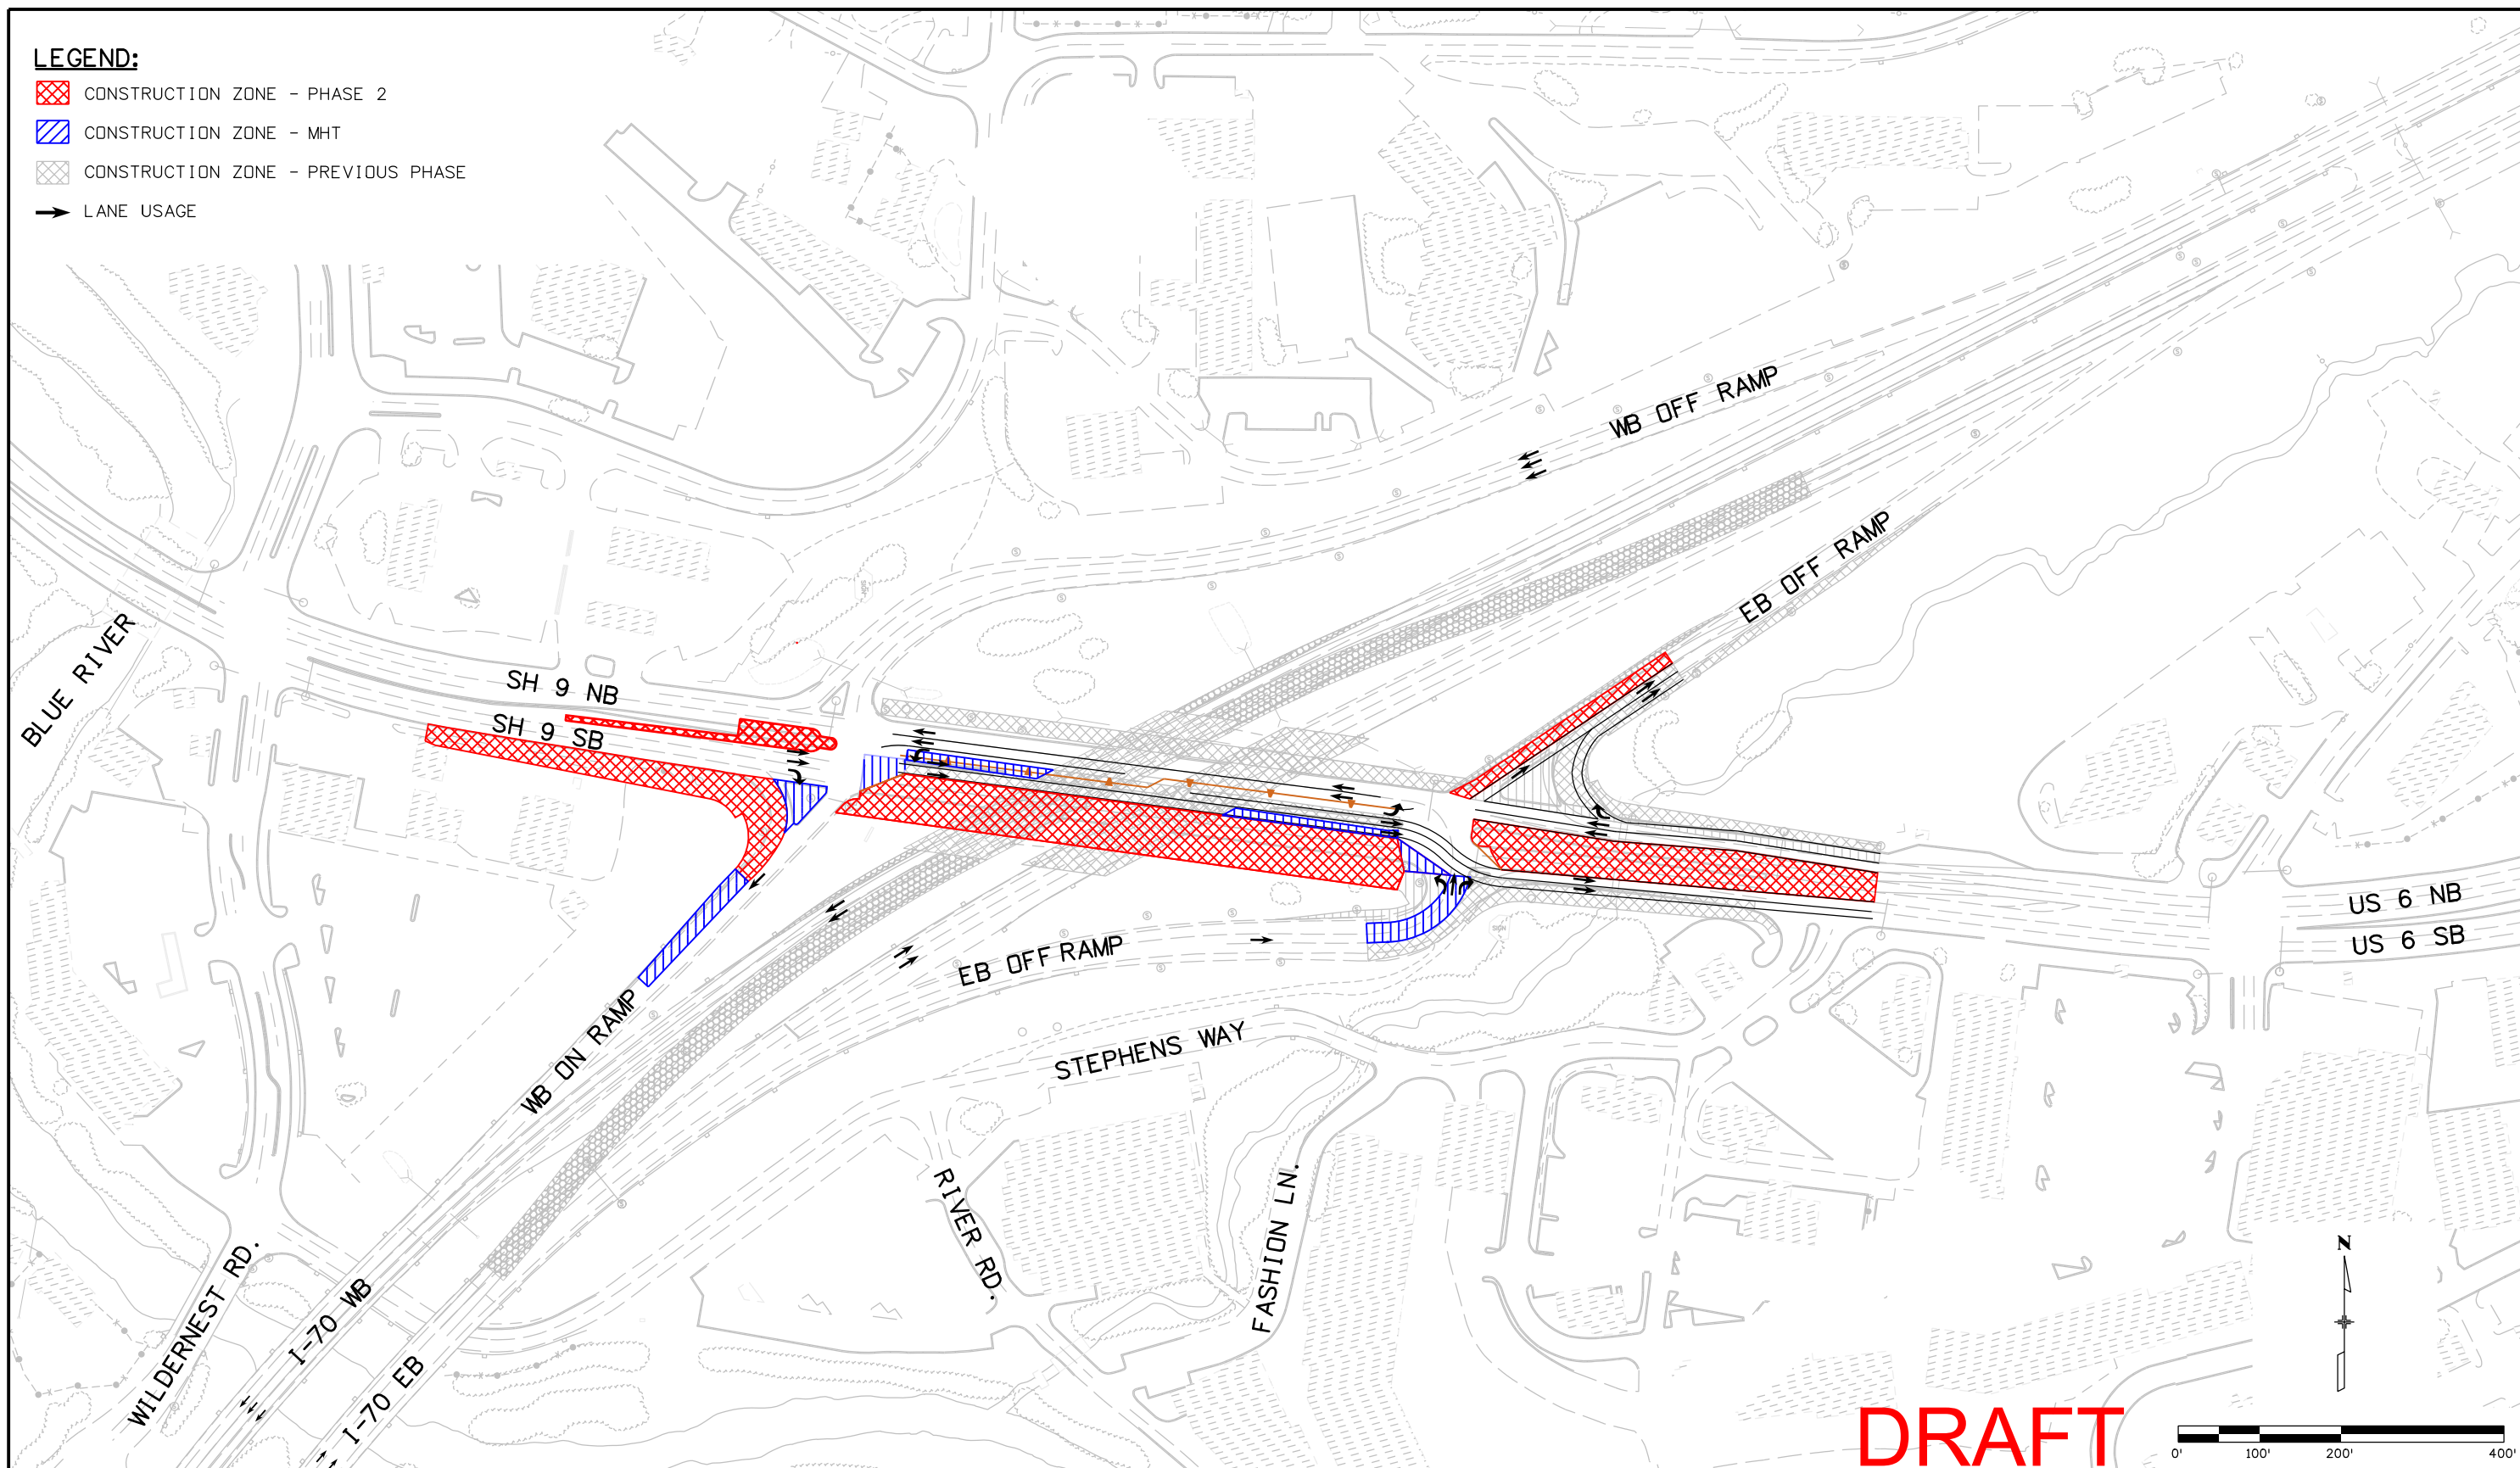 LEGEND:
CONSTRUCTION ZONE - PHASE 2
CONSTRUCTION ZONE - MHT
CONSTRUCTION ZONE - PREVIOUS PHASE
LANE USAGE
WB OFF RAMP
EB OFF RAMP
BLUE RIVER
SH 9 NB
SH 9 SB
US 6 NB
US 6 SB
SIGN
EB OFF RAMP
WB ON RAMP
STEPHENS WAY
RIVER RD.
FASHION LN.
WILDERNEST RD.
I-70 WB
I-70 EB
N
DRAFT
0' 100' 200' 400'